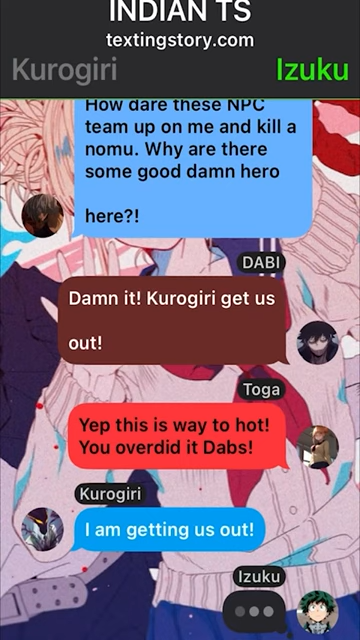 INDIAN TS
textingstory.com
Kurogiri
Izuku
How dare these NPC
team up on me and kill a
nomu. Why are there
some good damn hero
here?!
DABI
Damn it! Kurogiri get us
out!
Toga
Yep this is way to hot!
You overdid it Dabs!
Kurogiri
I am getting us out!
Izuku